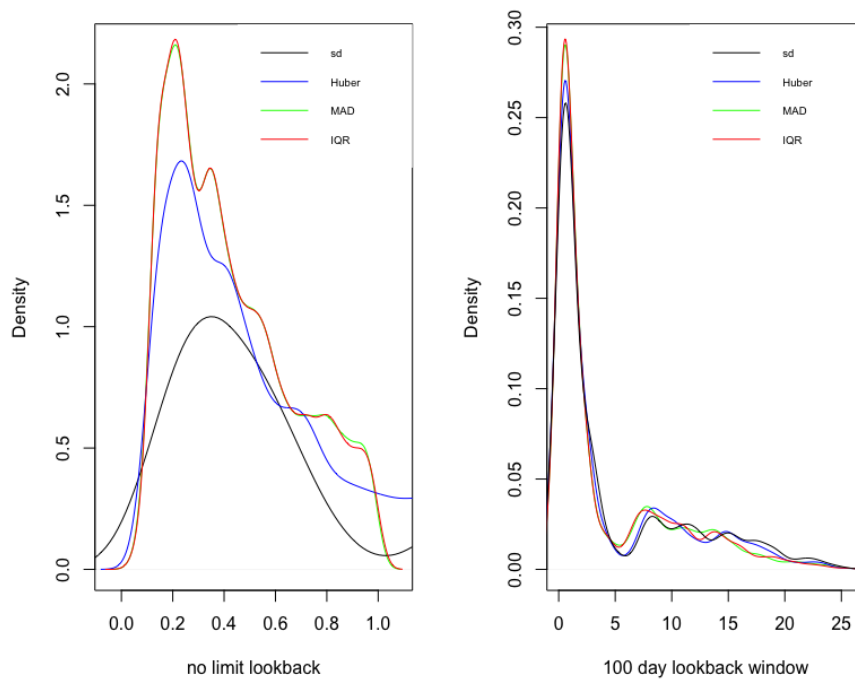 Density
2.0
1.5
1.0
0.5
0.0
sd
Huber
MAD
IQR
0.0 0.2 0.4 0.6 0.8 1.0
no limit lookback
Density
0.30
0.25
0.20
0.15
0.10
0.05
0.00
sd
Huber
MAD
IQR
0 5 10 15 20 25
100 day lookback window